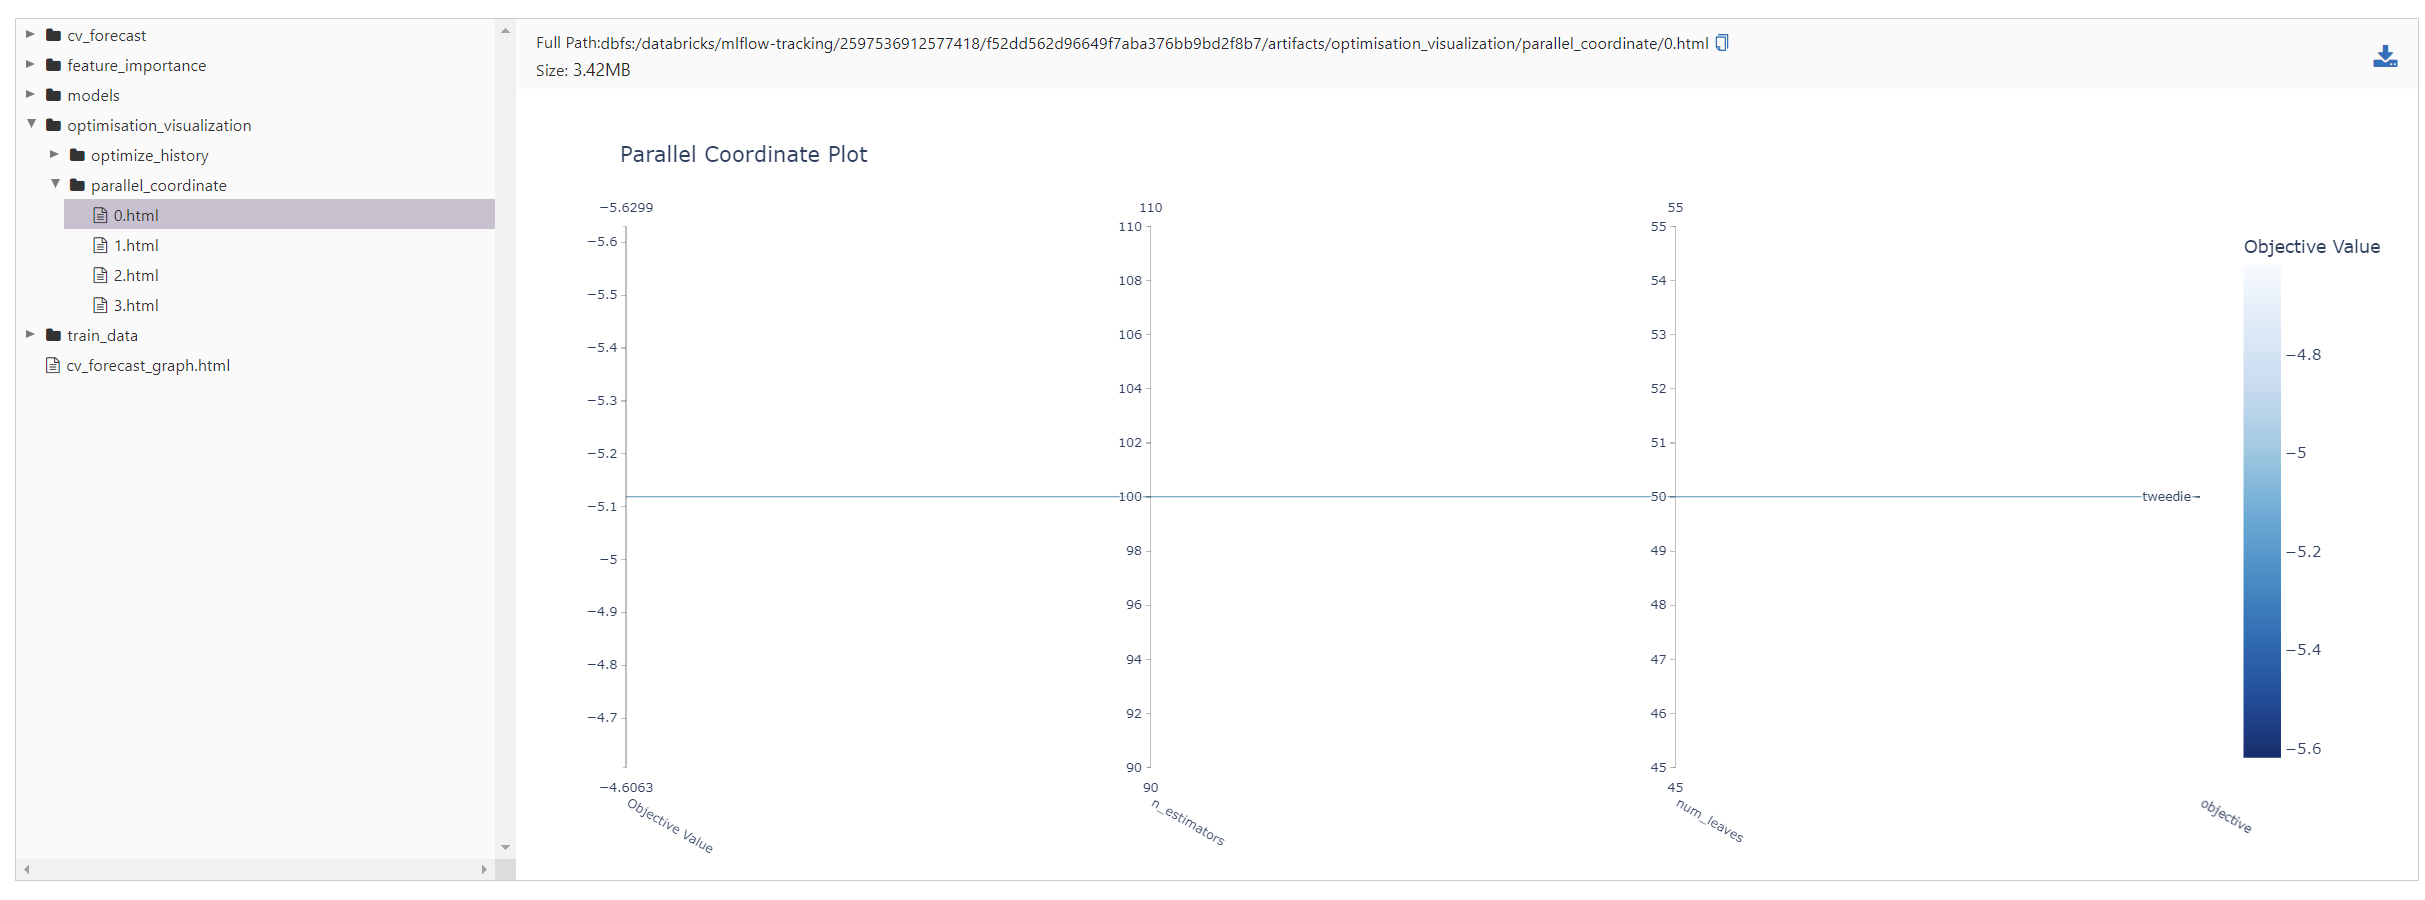 cv_forecast
feature_importance
models
optimisation_visualization
optimize_history
parallel_coordinate
0.html
1.html
2.html
3.html
train_data
cv_forecast_graph.html
Full Path:dbfs:/databricks/mlflow-tracking/2597536912577418/f52dd562d96649f7aba376bb9bd2f8b7/artifacts/optimisation_visualization/parallel_coordinate/0.html
Size: 3.42MB
Parallel Coordinate Plot
−5.6299
−5.6
−5.5
−5.4
−5.3
−5.2
−5.1
−5
−4.9
−4.8
−4.7
−4.6063
Objective Value
110
110
108
106
104
102
100
98
96
94
92
90
90
n_estimators
55
55
54
53
52
51
50
49
48
47
46
45
45
num_leaves
tweedie
objective
Objective Value
−4.8
−5
−5.2
−5.4
−5.6